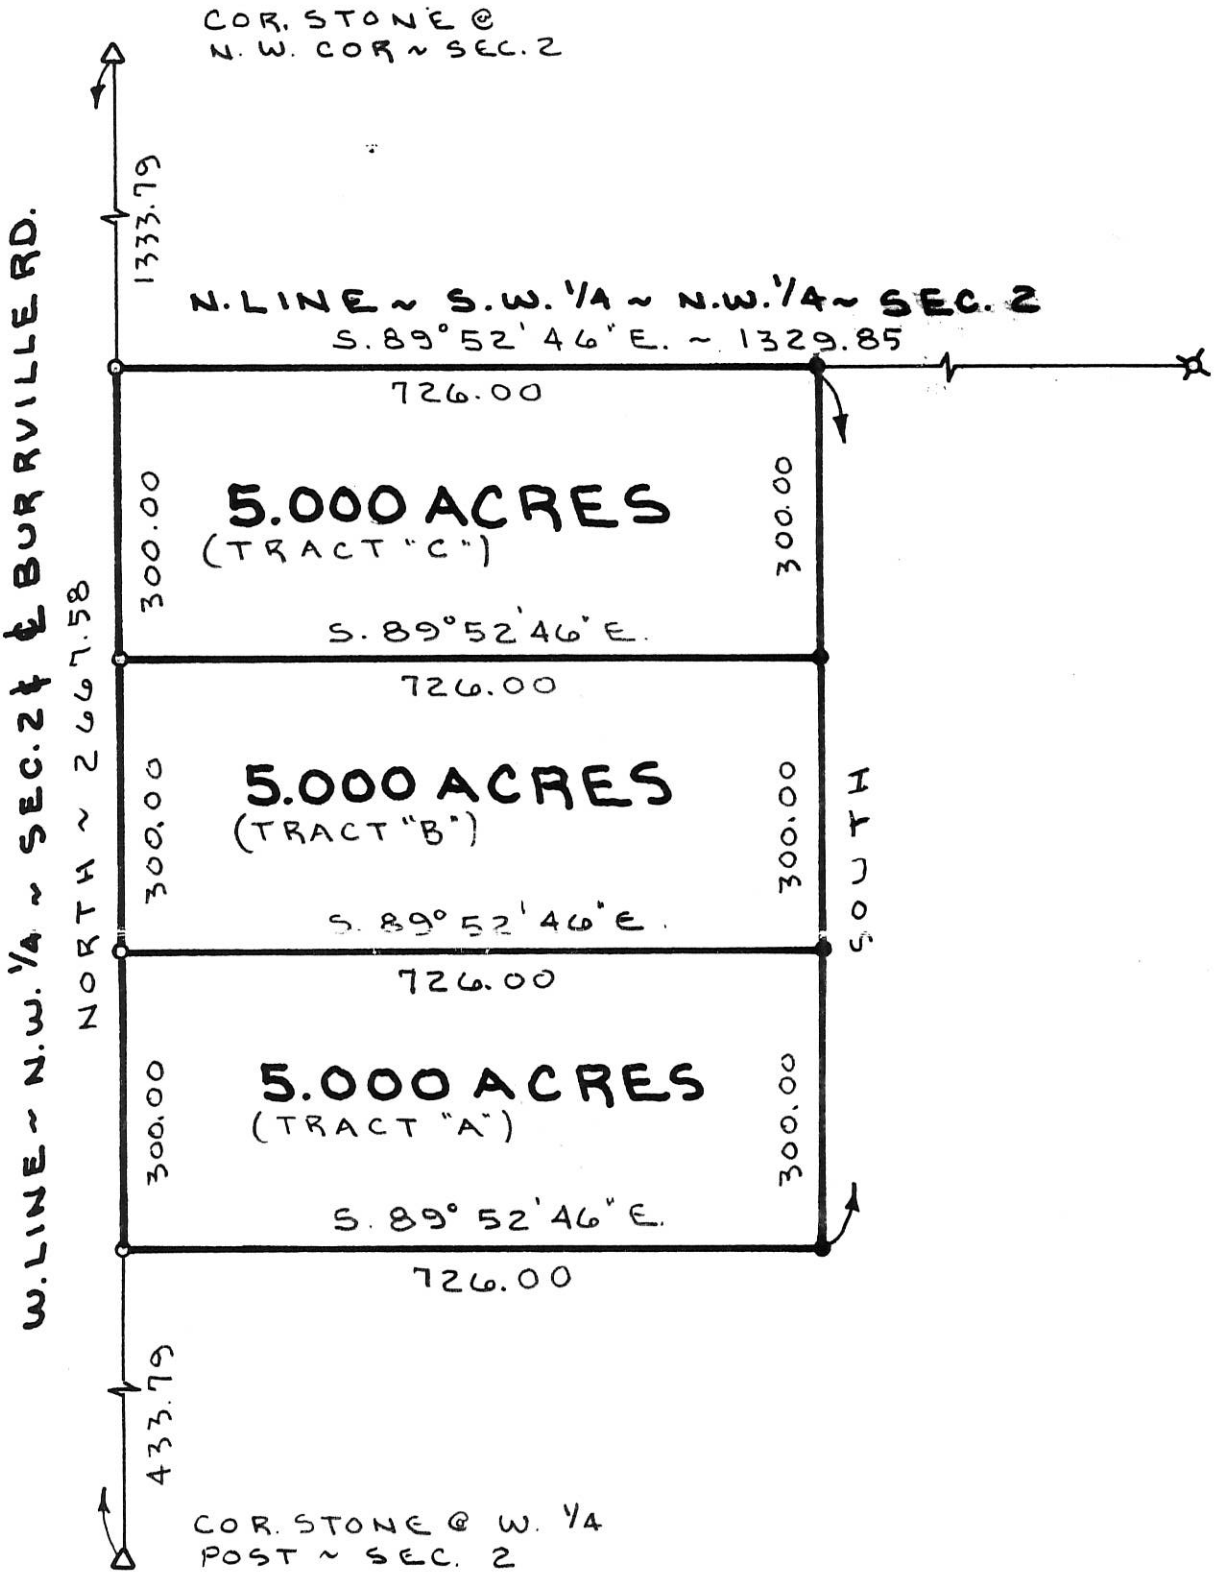 COR. STONE @
N. W. COR ~ SEC. 2
1333.79
W. LINE ~ N.W. 1/4 ~ SEC. 2 & ℄ BURRVILLE RD.
NORTH ~ 2667.58
N. LINE ~ S.W. 1/4 ~ N.W. 1/4 ~ SEC. 2
S. 89° 52' 46" E. ~ 1329.85
726.00
300.00
5.000 ACRES
(TRACT "C")
300.00
S. 89° 52' 46" E.
726.00
300.00
5.000 ACRES
(TRACT "B")
300.00
SOUTH
S. 89° 52' 46" E.
726.00
300.00
5.000 ACRES
(TRACT "A")
300.00
S. 89° 52' 46" E.
726.00
433.79
COR. STONE @ W. 1/4
POST ~ SEC. 2